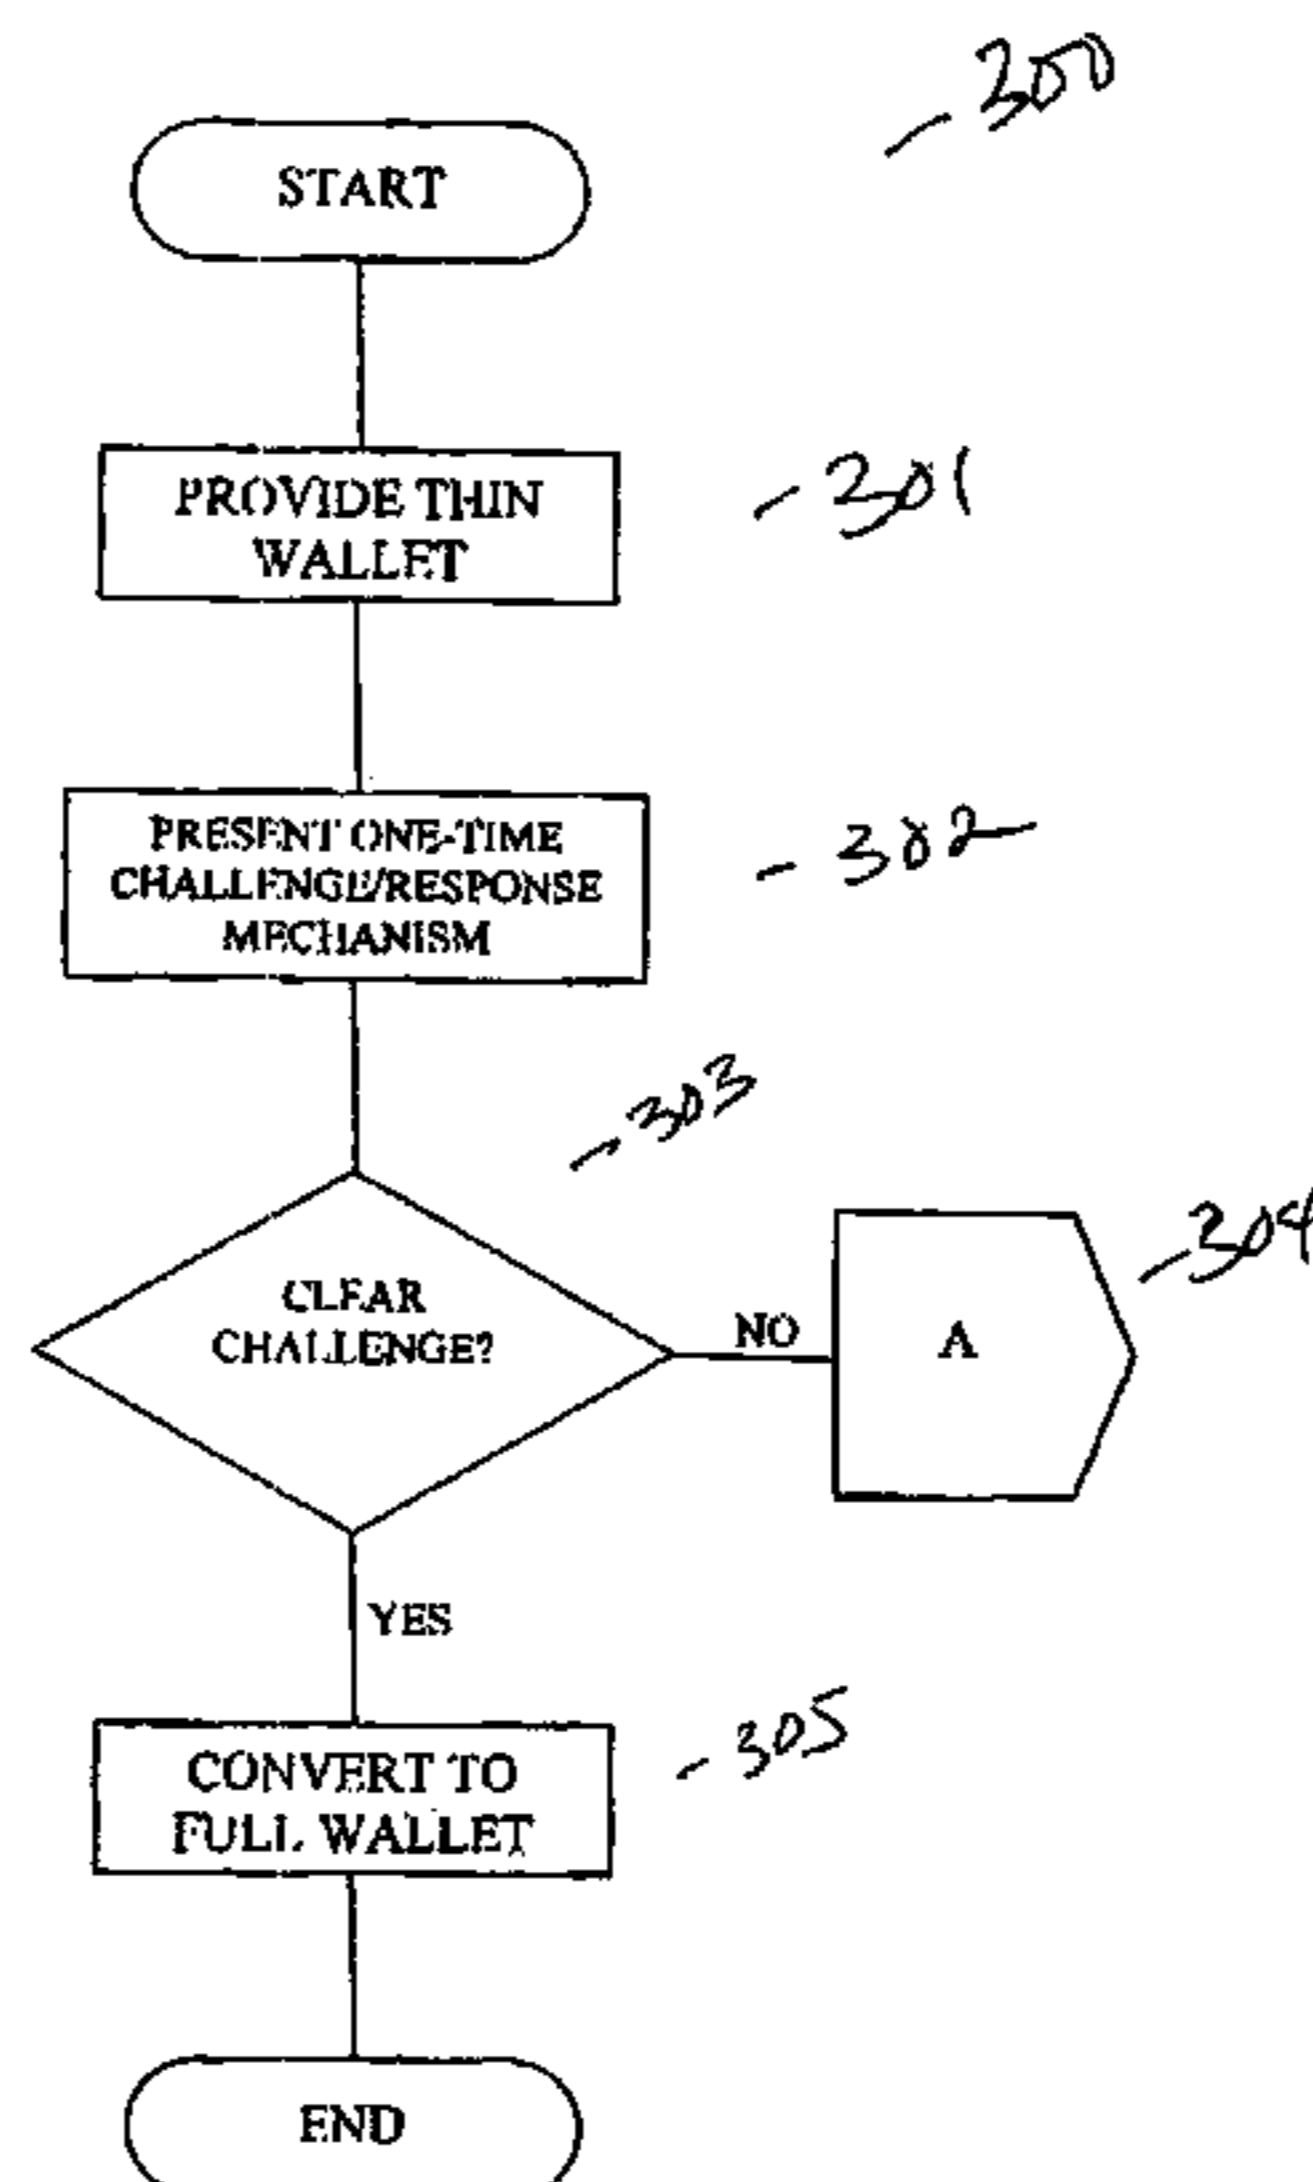 -300
START
PROVIDE THIN
WALLET
-301
PRESENT ONE-TIME
CHALLENGE/RESPONSE
MECHANISM
-302
-303
CLEAR
CHALLENGE?
NO
A
-304
YES
CONVERT TO
FULL WALLET
-305
END